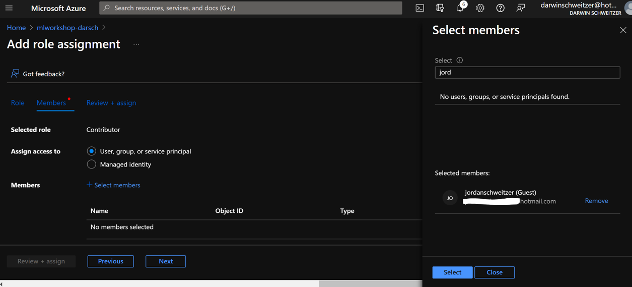 Microsoft Azure
Search resources, services, and docs (G+/)
darwinschweitzer@hot...
DARWIN SCHWEITZER
Home > mlworkshop-darsch >
Add role assignment ...
Got feedback?
Role Members Review + assign
Selected role Contributor
Assign access to User, group, or service principal
Managed identity
Members + Select members
Name Object ID Type
No members selected
Review + assign Previous Next
Select members
Select
jord
No users, groups, or service principals found.
Selected members:
JO
Jordanschweitzer (Guest)
hotmail.com
Remove
Select Close